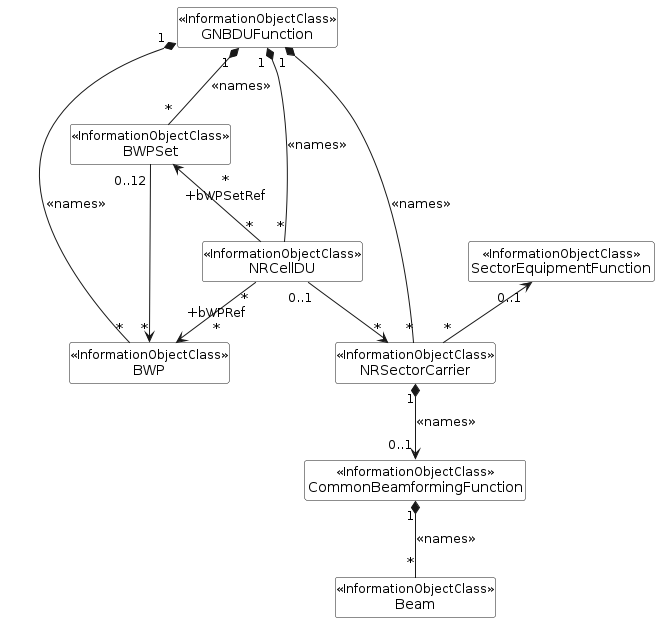 «InformationObjectClass»
GNBDUFunction
1
1
1
1
«names»
*
«InformationObjectClass»
BWPSet
«names»
0..12
*
+bWPSetRef
«names»
«names»
*
*
«InformationObjectClass»
NRCellDU
«InformationObjectClass»
SectorEquipmentFunction
*
0..1
0..1
+bWPRef
*
*
*
*
*
*
«InformationObjectClass»
BWP
«InformationObjectClass»
NRSectorCarrier
1
«names»
0..1
«InformationObjectClass»
CommonBeamformingFunction
1
«names»
*
«InformationObjectClass»
Beam